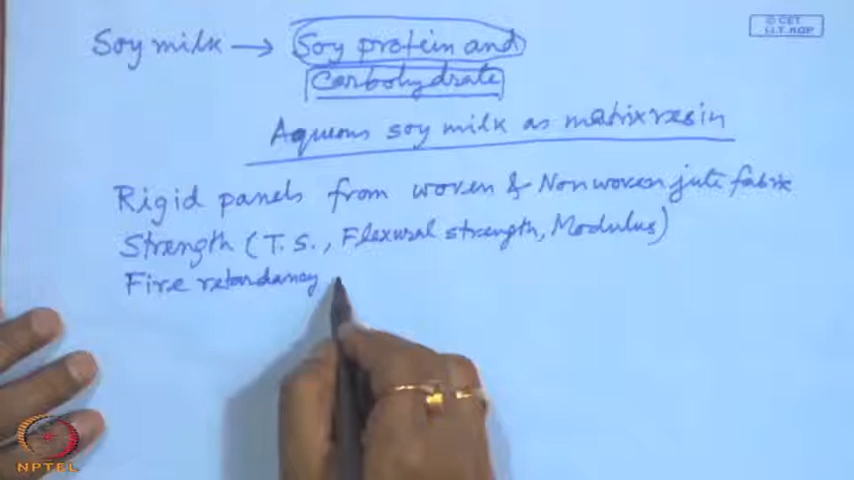 Soy milk → Soy protein and
Carbohydrate
© CET
I.I.T. KGP
Aqueous soy milk as matrix resin
Rigid panels from woven & Nonwoven jute fabric
Strength (T.S., Flexural strength, Modulus)
Fire retardancy
NPTEL